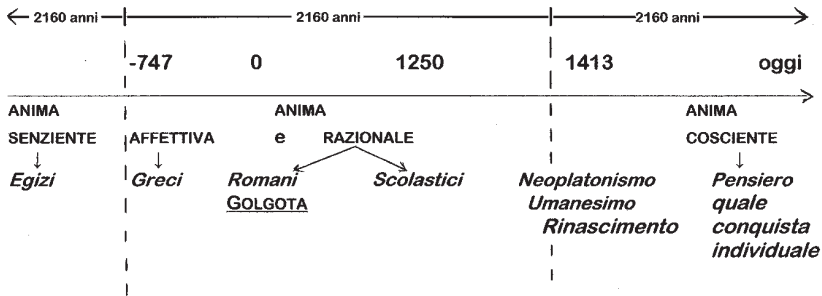 2160 anni 2160 anni 2160 anni
-747 0 1250 1413 oggi
ANIMA ANIMA ANIMA
SENZIENTE AFFETTIVA e RAZIONALE COSCIENTE
Egizi Greci Romani Scolastici Neoplatonismo Pensiero
GOLGOTA Umanesimo quale
Rinascimento conquista
individuale